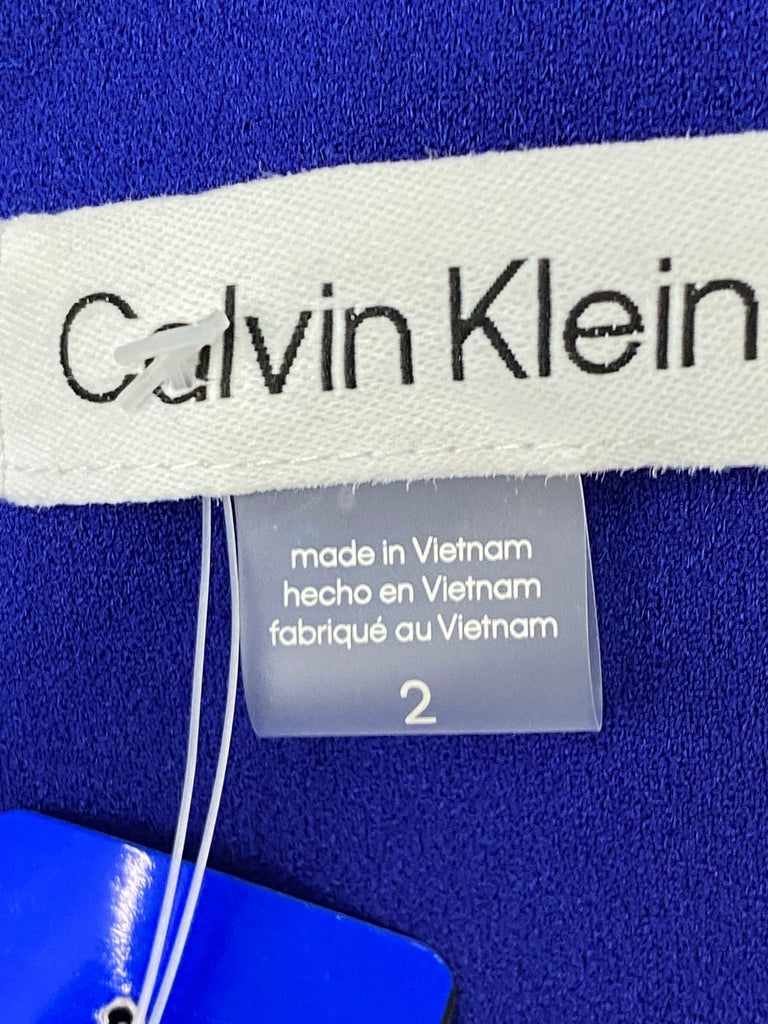 Calvin Klein
made in Vietnam
hecho en Vietnam
fabriqué au Vietnam
2